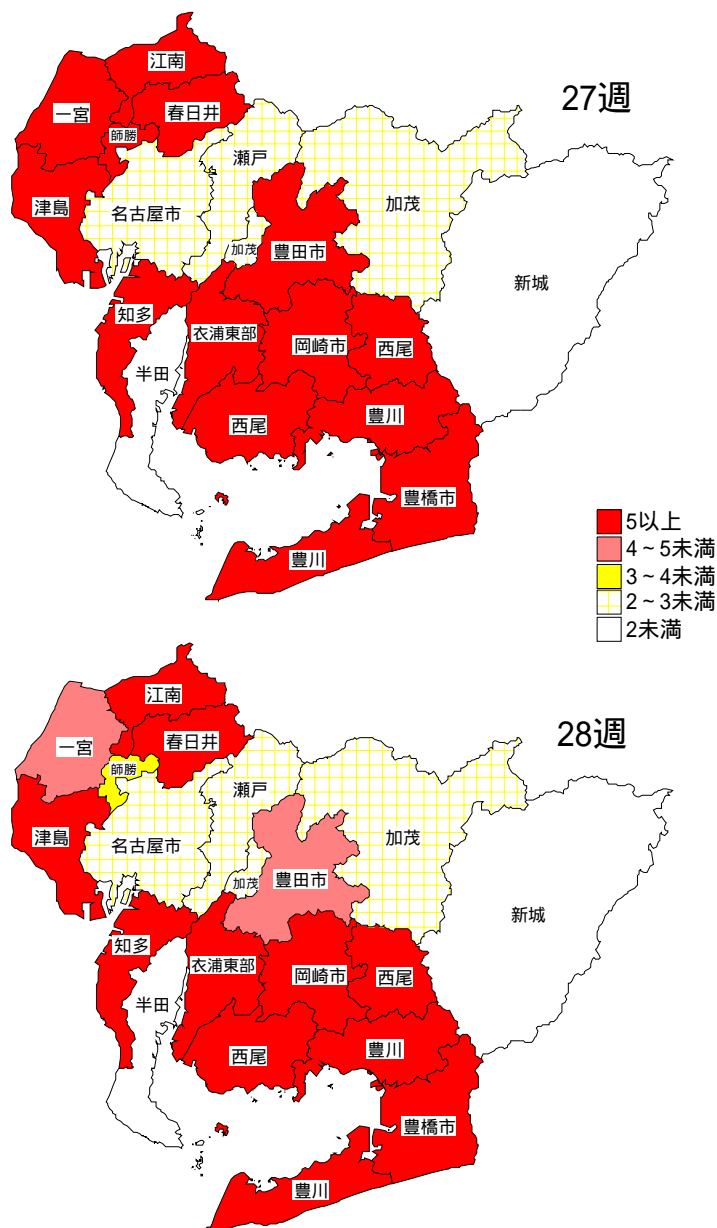 27週
江南
一宮
春日井
師勝
瀬戸
津島
名古屋市
加茂
加茂
豊田市
新城
知多
衣浦東部
岡崎市
西尾
半田
西尾
豊川
豊橋市
豊川
5以上
4~5未満
3~4未満
2~3未満
2未満
28週
江南
一宮
春日井
師勝
瀬戸
津島
名古屋市
加茂
加茂
豊田市
新城
知多
衣浦東部
岡崎市
西尾
半田
西尾
豊川
豊橋市
豊川